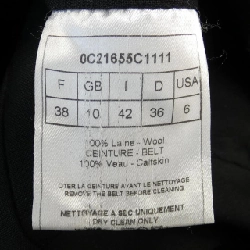 0C21655C1111
F GB I D USA
38 10 42 36 6
100% Laine - Wool
CEINTURE - BELT
100% Veau - Calfskin
OTER LA CEINTURE AVANT LE NETTOYAGE
REMOVE THE BELT BEFORE CLEANING
NETTOYAGE A SEC UNIQUEMENT
DRY CLEAN ONLY